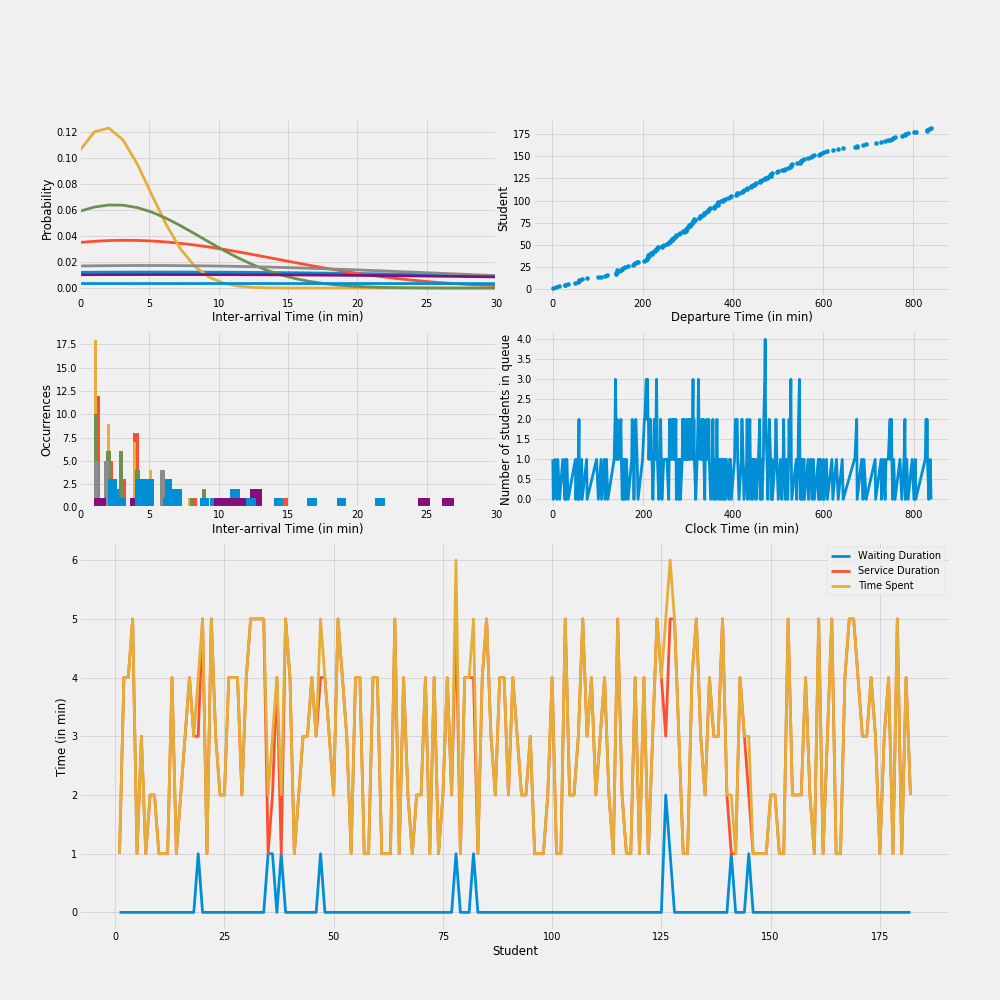 0.12
0.10
0.08
0.06
0.04
0.02
0.00
Probability
0 5 10 15 20 25 30
Inter-arrival Time (in min)
175
150
125
100
75
50
25
0
Student
0 200 400 600 800
Departure Time (in min)
17.5
15.0
12.5
10.0
7.5
5.0
2.5
0.0
Occurrences
0 5 10 15 20 25 30
Inter-arrival Time (in min)
4.0
3.5
3.0
2.5
2.0
1.5
1.0
0.5
0.0
Number of students in queue
0 200 400 600 800
Clock Time (in min)
6
5
4
3
2
1
0
Time (in min)
Waiting Duration
Service Duration
Time Spent
0 25 50 75 100 125 150 175
Student